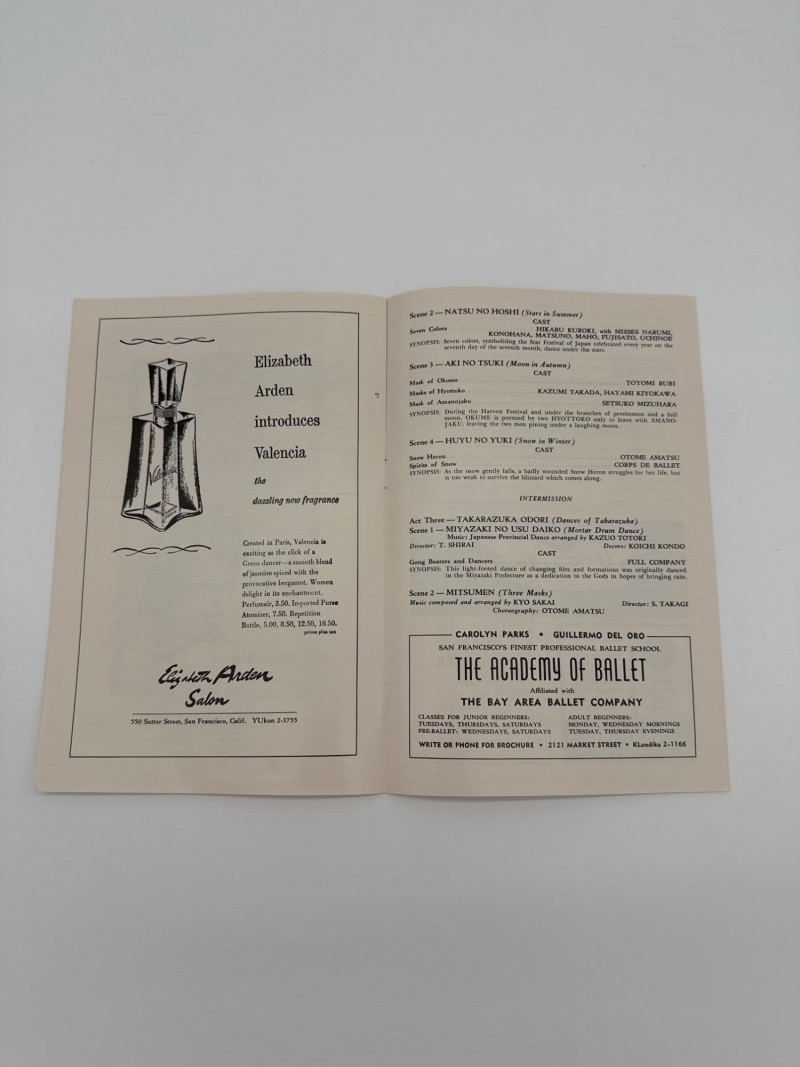 Elizabeth
Arden
introduces
Valencia
the
dazzling new fragrance
Valencia
Created in Paris, Valencia is
exciting as the click of a
Greco dancer—a smooth blend
of jasmine spiced with the
provocative bergamot. Women
delight in its enchantment.
Perfumair, 3.50. Imported Purse
Atomizer, 7.50. Repetition
Bottle, 5.00, 8.50, 12.50, 18.50.
prices plus tax
Elizabeth Arden
Salon
550 Sutter Street, San Francisco, Calif. YUkon 2-3755
Scene 2 — NATSU NO HOSHI (Stars in Summer)
CAST
Seven Colors HIKARU KUROKI, with MISSES NARUMI,
KONOHANA, MATSUNO, MAHO, FUJISATO, UCHINOE
SYNOPSIS: Seven colors, symbolizing the Star Festival of Japan celebrated every year on the
seventh day of the seventh month, dance under the stars.
Scene 3 — AKI NO TSUKI (Moon in Autumn)
CAST
Mask of Okume TOYOMI RURI
Masks of Hyottoko KAZUMI TAKADA, HAYAMI KIYOKAWA
Mask of Amanojaku SETSUKO MIZUHARA
SYNOPSIS: During the Harvest Festival and under the branches of persimmon and a full
moon, OKUME is pursued by two HYOTTOKO only to leave with AMANO-
JAKU, leaving the two men pining under a laughing moon.
Scene 4 — HUYU NO YUKI (Snow in Winter)
CAST
Snow Heron OTOME AMATSU
Spirits of Snow CORPS DE BALLET
SYNOPSIS: As the snow gently falls, a badly wounded Snow Heron struggles for her life, but
is too weak to survive the blizzard which comes along.
INTERMISSION
Act Three — TAKARAZUKA ODORI (Dances of Takarazuka)
Scene 1 — MIYAZAKI NO USU DAIKO (Mortar Drum Dance)
Music: Japanese Provincial Dance arranged by KAZUO TOTOKI
Director: T. SHIRAI Decors: KOICHI KONDO
CAST
Gong Bearers and Dancers FULL COMPANY
SYNOPSIS: This light-footed dance of changing files and formations was originally danced
in the Miyazaki Prefecture as a dedication to the Gods in hopes of bringing rain.
Scene 2 — MITSUMEN (Three Masks)
Music composed and arranged by KYO SAKAI Director: S. TAKAGI
Choreography: OTOME AMATSU
CAROLYN PARKS • GUILLERMO DEL ORO
SAN FRANCISCO'S FINEST PROFESSIONAL BALLET SCHOOL
THE ACADEMY OF BALLET
Affiliated with
THE BAY AREA BALLET COMPANY
CLASSES FOR JUNIOR BEGINNERS:
TUESDAYS, THURSDAYS, SATURDAYS
PRE-BALLET: WEDNESDAYS, SATURDAYS
ADULT BEGINNERS:
MONDAY, WEDNESDAY MORNINGS
TUESDAY, THURSDAY EVENINGS
WRITE OR PHONE FOR BROCHURE • 2121 MARKET STREET • KLondike 2-1166